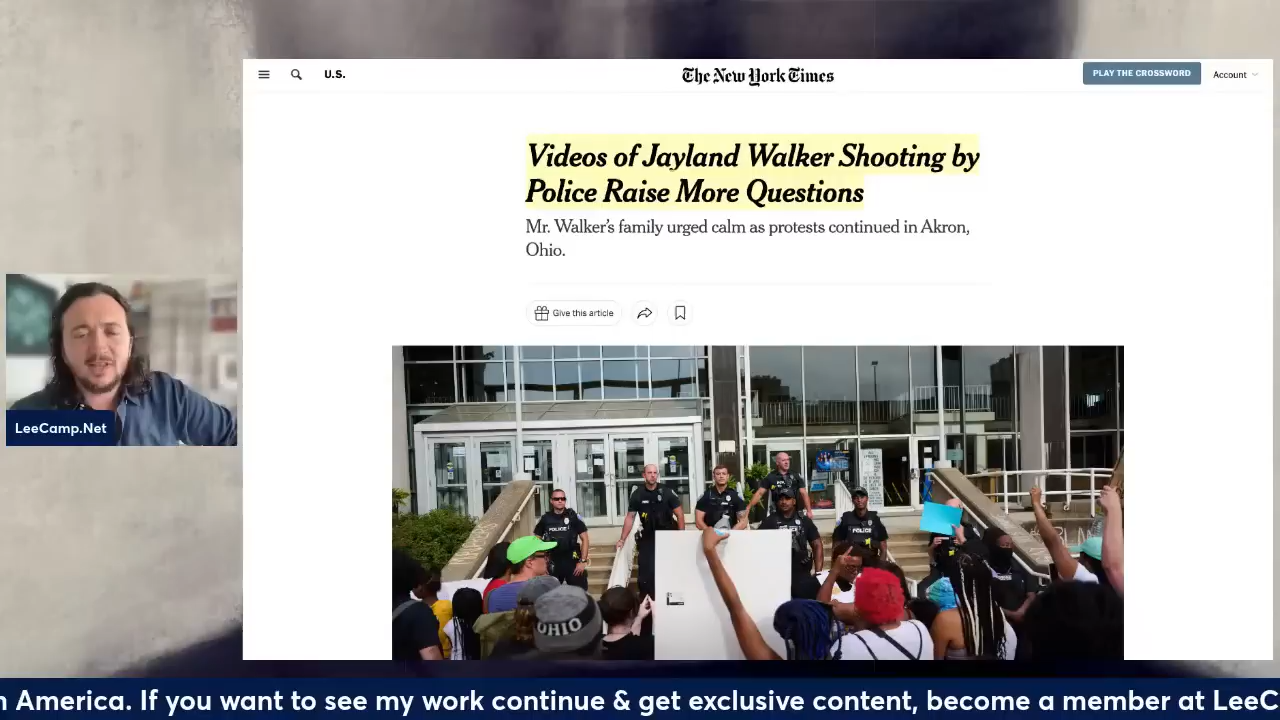 U.S.
The New York Times
PLAY THE CROSSWORD
Account
Videos of Jayland Walker Shooting by
Police Raise More Questions
Mr. Walker's family urged calm as protests continued in Akron,
Ohio.
Give this article
LeeCamp.Net
POLICE
POLICE
OHIO
n America. If you want to see my work continue & get exclusive content, become a member at LeeC